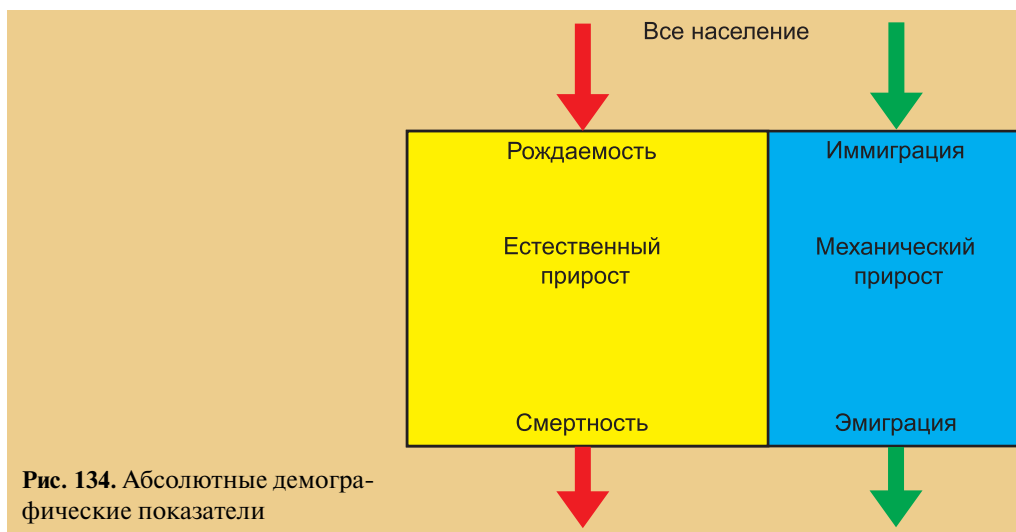 Все население
Рождаемость
Иммиграция
Естественный
прирост
Механический
прирост
Смертность
Эмиграция
Рис. 134. Абсолютные демогра-
фические показатели